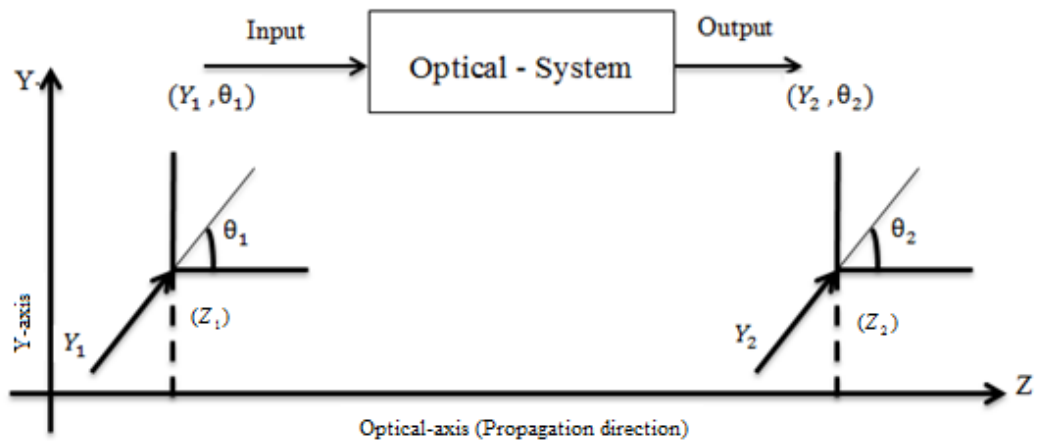 Input
Optical - System
Output
Y
(Y₁ ,θ₁)
(Y₂ ,θ₂)
θ₁
θ₂
Y-axis
Y₁
(Z₁)
Y₂
(Z₂)
Z
Optical-axis (Propagation direction)